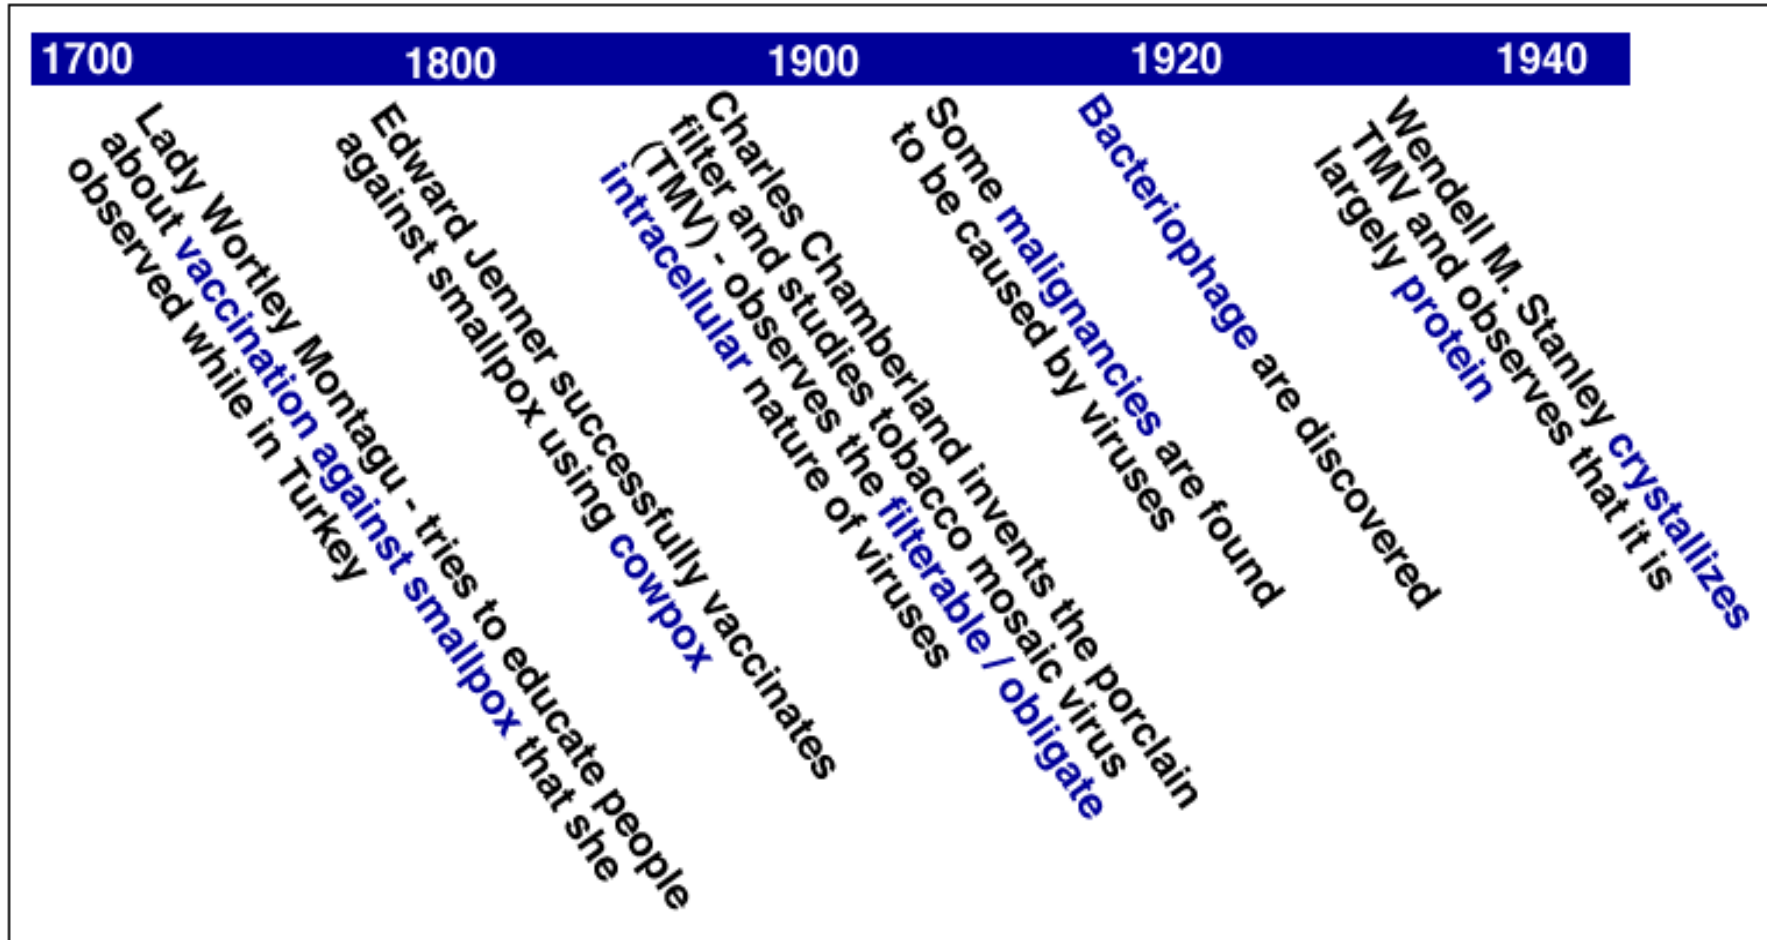 1700 1800 1900 1920 1940
Lady Wortley Montagu - tries to educate people
about vaccination against smallpox that she
observed while in Turkey
Edward Jenner successfully vaccinates
against smallpox using cowpox
Charles Chamberland invents the porclain
filter and studies tobacco mosaic virus
(TMV) - observes the filterable / obligate
intracellular nature of viruses
Some malignancies are found
to be caused by viruses
Bacteriophage are discovered
Wendell M. Stanley crystallizes
TMV and observes that it is
largely protein